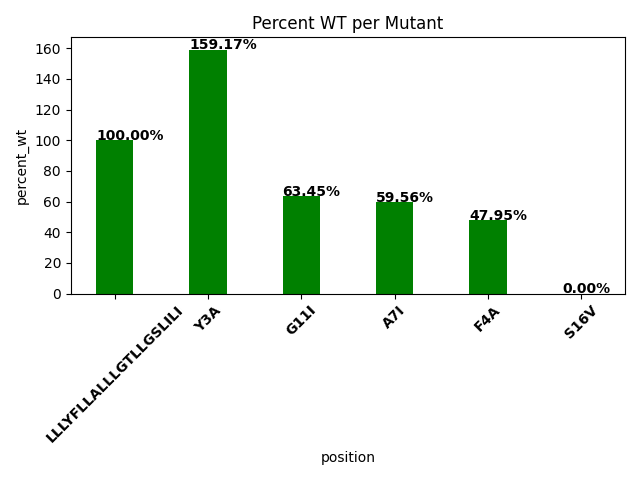 Percent WT per Mutant
percent_wt
160
140
120
100
80
60
40
20
0
100.00%
159.17%
63.45%
59.56%
47.95%
0.00%
LLLYFLLALLLGTLLGSLILI
Y3A
G11I
A7I
F4A
S16V
position